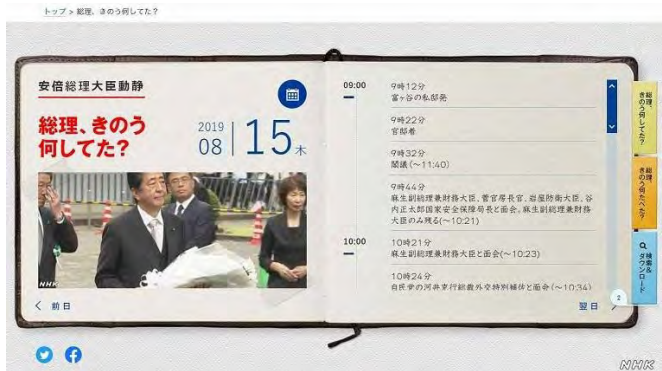 トップ > 総理、きのう何してた？
安倍総理大臣動静
総理、きのう
何してた？
2019
08
15木
NHK
< 前日
09:00
9時12分
富ヶ谷の私邸発
9時22分
官邸着
9時32分
閣議(~11:40)
9時44分
麻生副総理兼財務大臣、菅官房長官、岩屋防衛大臣、谷
内正太郎国家安全保障局長と面会、麻生副総理兼財務
大臣のみ残る(~10:21)
10:00
10時21分
麻生副総理兼財務大臣と面会(~10:23)
10時24分
自民党の河井克行総裁外交特別補佐と面会(~10:34)
翌日 >
総理、
きのう何してた？
総理、
きのう何たべた？
検索&
ダウンロード
2
NHK